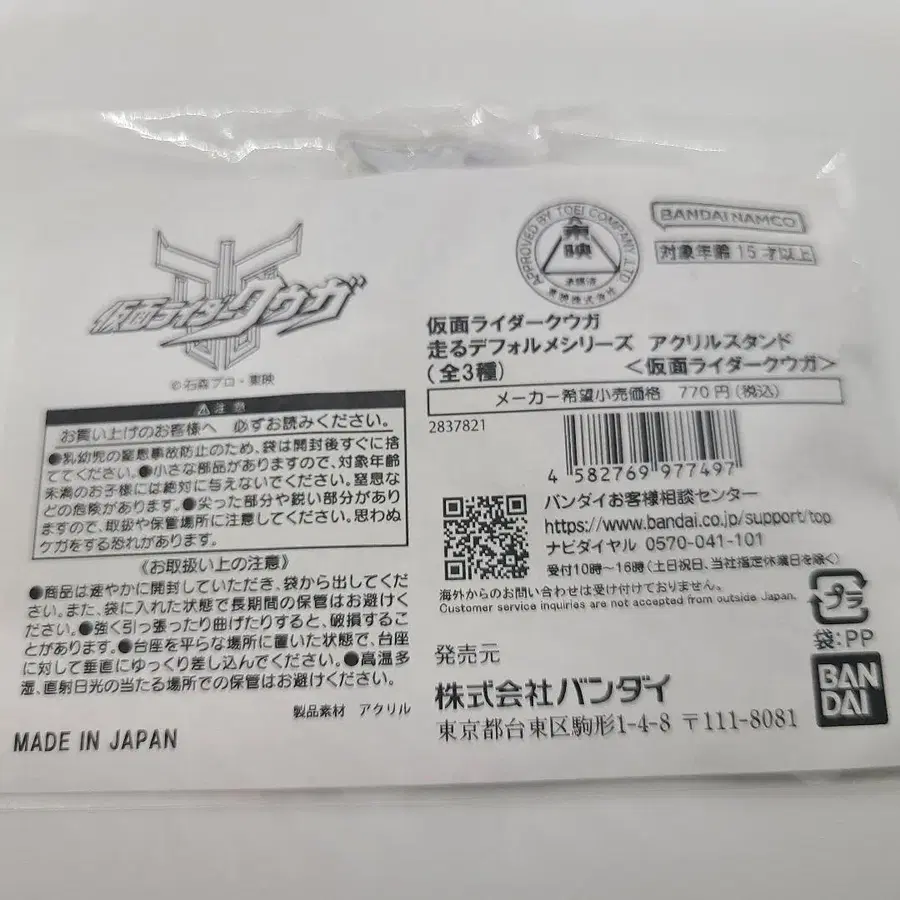 仮面ライダークウガ
©石森プロ・東映
⚠注意
お買い上げのお客様へ 必ずお読みください。
●乳幼児の窒息事故防止のため、袋は開封後すぐに捨
ててください。●小さな部品がありますので、対象年齢
未満のお子様には絶対に与えないでください。窒息な
どの危険があります。●尖った部分や鋭い部分があり
ますので、取扱や保管場所に注意してください。思わぬ
ケガをする恐れがあります。
《お取扱い上の注意》
●商品は速やかに開封していただき、袋から出してくだ
さい。また、袋に入れた状態で長期間の保管はお避けく
ださい。●強く引っ張ったり曲げたりすると、破損するこ
とがあります。●台座を平らな場所に置いた状態で、台座
に対して垂直にゆっくり差し込んでください。●高温多
湿、直射日光の当たる場所での保管はお避けください。
製品素材 アクリル
MADE IN JAPAN
APPROVED BY TOEI COMPANY, LTD
東映
承認済
東映株式会社
BANDAI NAMCO
対象年齢 15才以上
仮面ライダークウガ
走るデフォルメシリーズ アクリルスタンド
(全3種) <仮面ライダークウガ>
メーカー希望小売価格 770円(税込)
2837821
4 582769 977497
バンダイお客様相談センター
https://www.bandai.co.jp/support/top
ナビダイヤル 0570-041-101
受付10時〜16時(土日祝日、当社指定休業日を除く)
海外からのお問い合わせは受け付けておりません。
Customer service inquiries are not accepted from outside Japan.
プラ
袋:PP
発売元
株式会社バンダイ
東京都台東区駒形1-4-8 〒111-8081
BAN
DAI